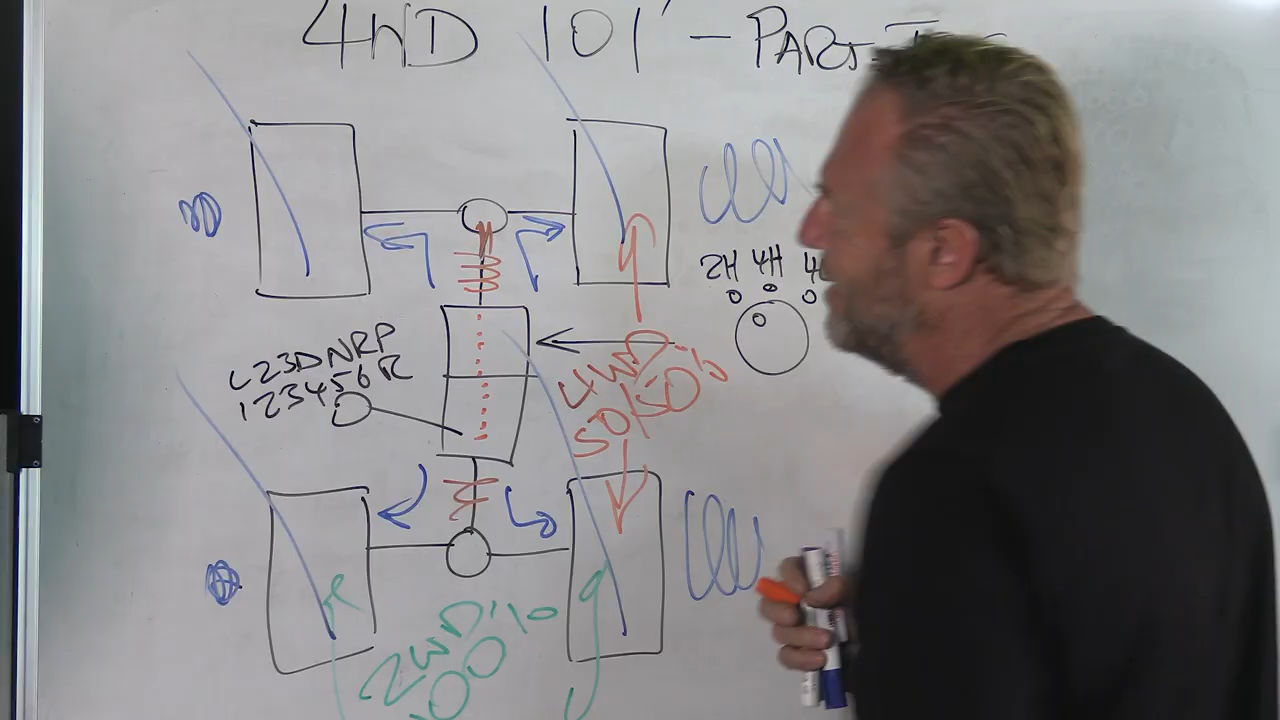 4WD 101 - PART
2H 4H
L23DNRP
123456R
4WD
50/50%
2WD %
100